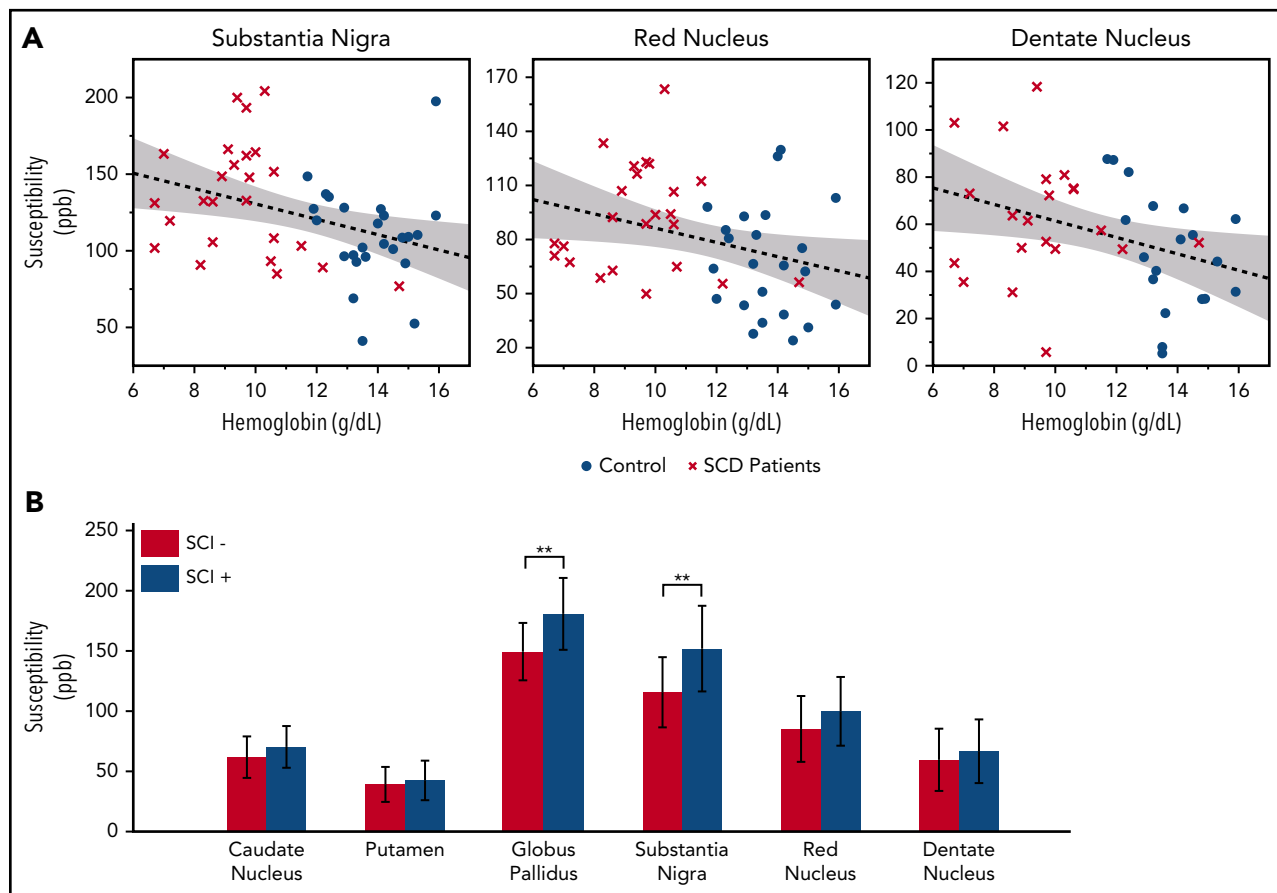 A
Substantia Nigra
Red Nucleus
Dentate Nucleus
Susceptibility
(ppb)
200
150
100
50
6 8 10 12 14 16
Hemoglobin (g/dL)
170
140
110
80
50
20
6 8 10 12 14 16
Hemoglobin (g/dL)
120
100
80
60
40
20
0
6 8 10 12 14 16
Hemoglobin (g/dL)
Control × SCD Patients
B
SCI -
SCI +
Susceptibility
(ppb)
250
200
150
100
50
0
**
**
Caudate
Nucleus
Putamen
Globus
Pallidus
Substantia
Nigra
Red
Nucleus
Dentate
Nucleus